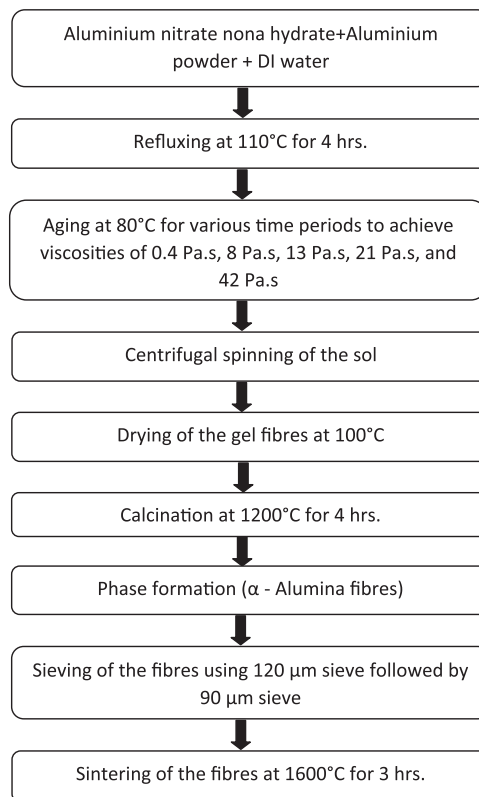 Aluminium nitrate nona hydrate+Aluminium
powder + DI water
Refluxing at 110°C for 4 hrs.
Aging at 80°C for various time periods to achieve
viscosities of 0.4 Pa.s, 8 Pa.s, 13 Pa.s, 21 Pa.s, and
42 Pa.s
Centrifugal spinning of the sol
Drying of the gel fibres at 100°C
Calcination at 1200°C for 4 hrs.
Phase formation (α - Alumina fibres)
Sieving of the fibres using 120 μm sieve followed by
90 μm sieve
Sintering of the fibres at 1600°C for 3 hrs.